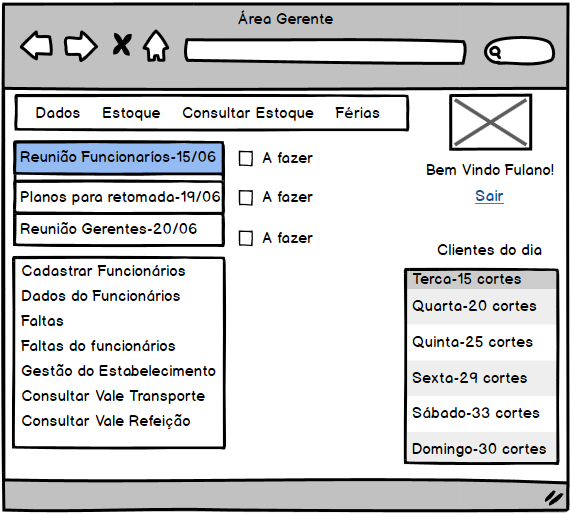 Área Gerente
Dados Estoque Consultar Estoque Férias
Reunião Funcionaríos-15/06 A fazer
Planos para retomada-19/06 A fazer
Reunião Gerentes-20/06 A fazer
Bem Vindo Fulano!
Sair
Cadastrar Funcionários
Dados do Funcionários
Faltas
Faltas do funcionários
Gestão do Estabelecimento
Consultar Vale Transporte
Consultar Vale Refeição
Clientes do dia
Terca-15 cortes
Quarta-20 cortes
Quinta-25 cortes
Sexta-29 cortes
Sábado-33 cortes
Domingo-30 cortes